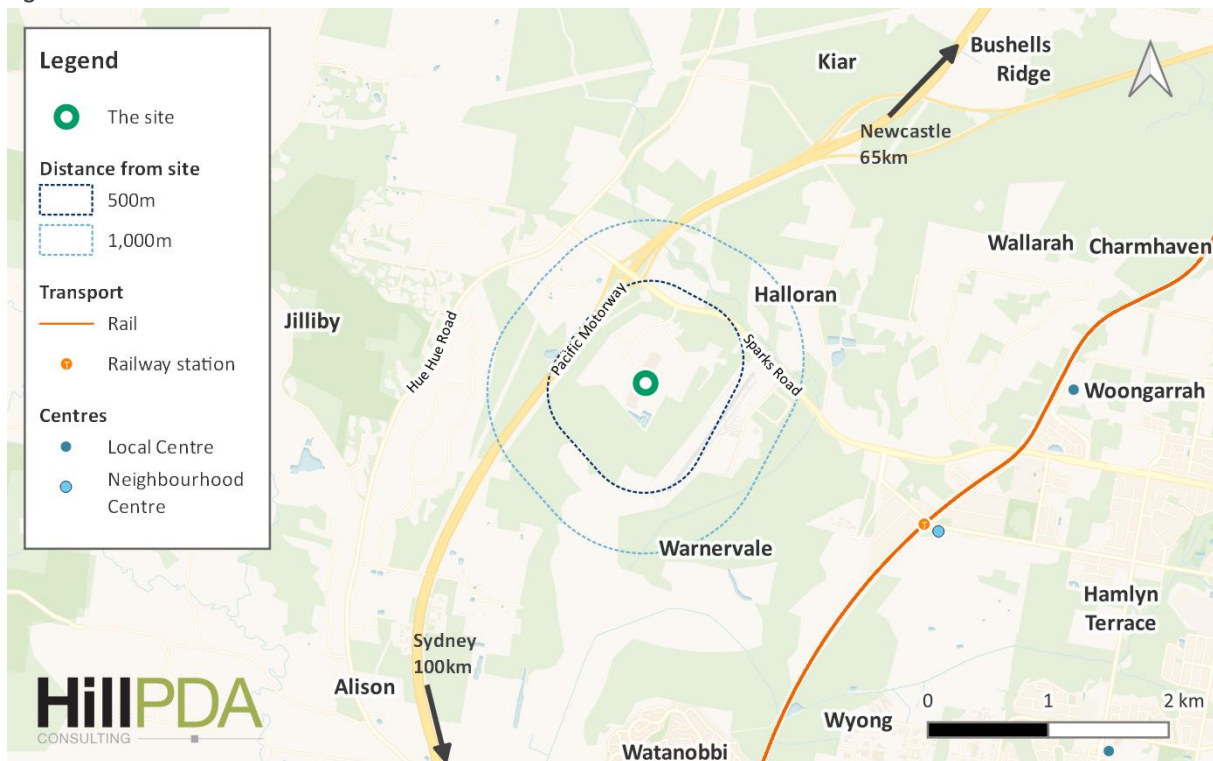 Legend
The site
Distance from site
500m
1,000m
Transport
Rail
Railway station
Centres
Local Centre
Neighbourhood
Centre
Kiar
Bushells
Ridge
Newcastle
65km
Wallarah
Charmhaven
Halloran
Jilliby
Hue Hue Road
Pacific Motorway
Sparks Road
Woongarrah
Warnervale
Hamlyn
Terrace
Sydney
100km
Alison
Wyong
Watanobbi
0 1 2 km
HillPDA
CONSULTING